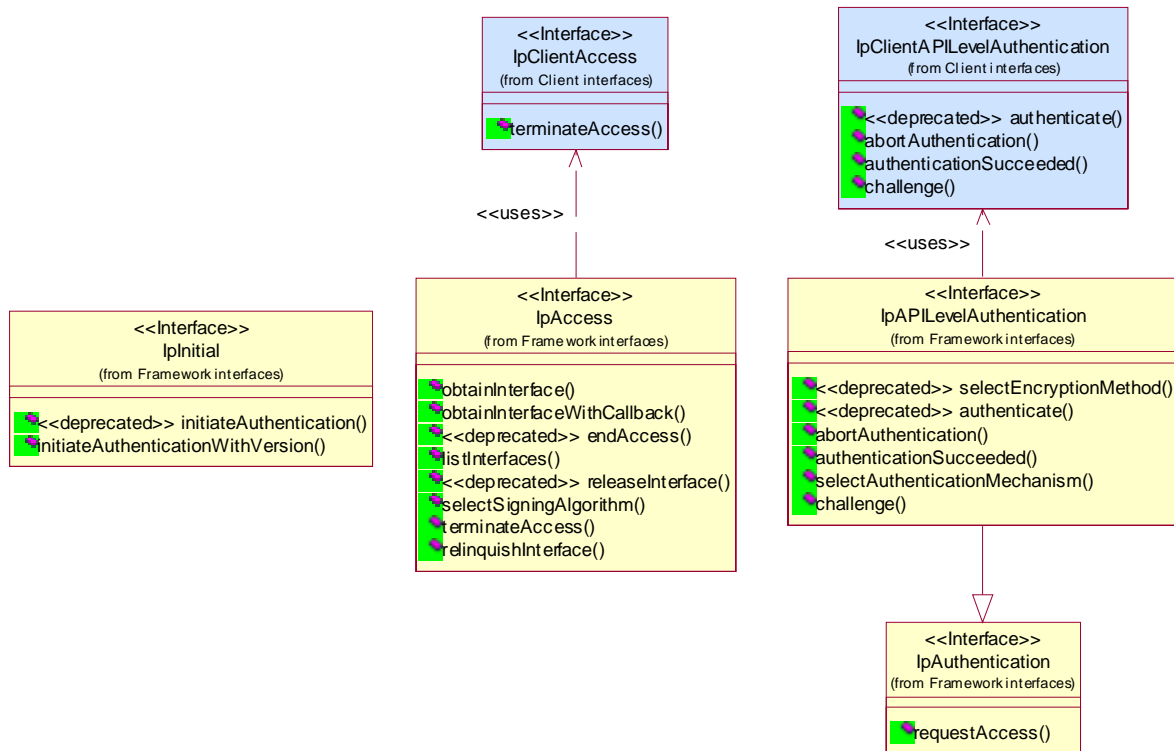 <<Interface>>
IpClientAccess
(from Client interfaces)
terminateAccess()
<<Interface>>
IpClientAPILevelAuthentication
(from Client interfaces)
<<deprecated>> authenticate()
abortAuthentication()
authenticationSucceeded()
challenge()
<<uses>>
<<uses>>
<<Interface>>
IpInitial
(from Framework interfaces)
<<deprecated>> initiateAuthentication()
initiateAuthenticationWithVersion()
<<Interface>>
IpAccess
(from Framework interfaces)
obtainInterface()
obtainInterfaceWithCallback()
<<deprecated>> endAccess()
listInterfaces()
<<deprecated>> releaseInterface()
selectSigningAlgorithm()
terminateAccess()
relinquishInterface()
<<Interface>>
IpAPILevelAuthentication
(from Framework interfaces)
<<deprecated>> selectEncryptionMethod()
<<deprecated>> authenticate()
abortAuthentication()
authenticationSucceeded()
selectAuthenticationMechanism()
challenge()
<<Interface>>
IpAuthentication
(from Framework interfaces)
requestAccess()